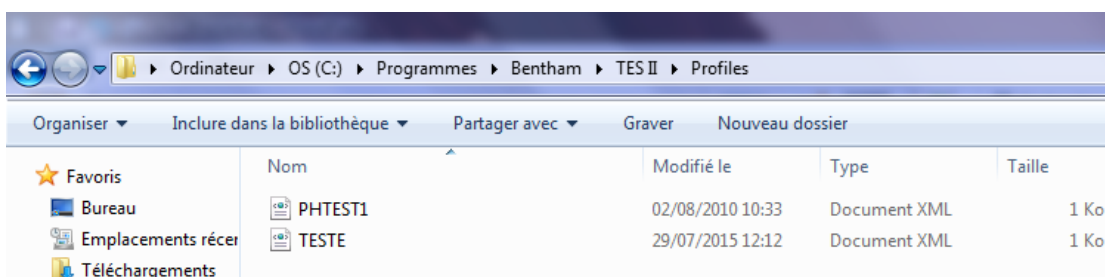 Ordinateur ▸ OS (C:) ▸ Programmes ▸ Bentham ▸ TES II ▸ Profiles
Organiser ▾ Inclure dans la bibliothèque ▾ Partager avec ▾ Graver Nouveau dossier
Favoris
Bureau
Emplacements récer
Téléchargements
Nom Modifié le Type Taille
PHTEST1 02/08/2010 10:33 Document XML 1 Ko
TESTE 29/07/2015 12:12 Document XML 1 Ko